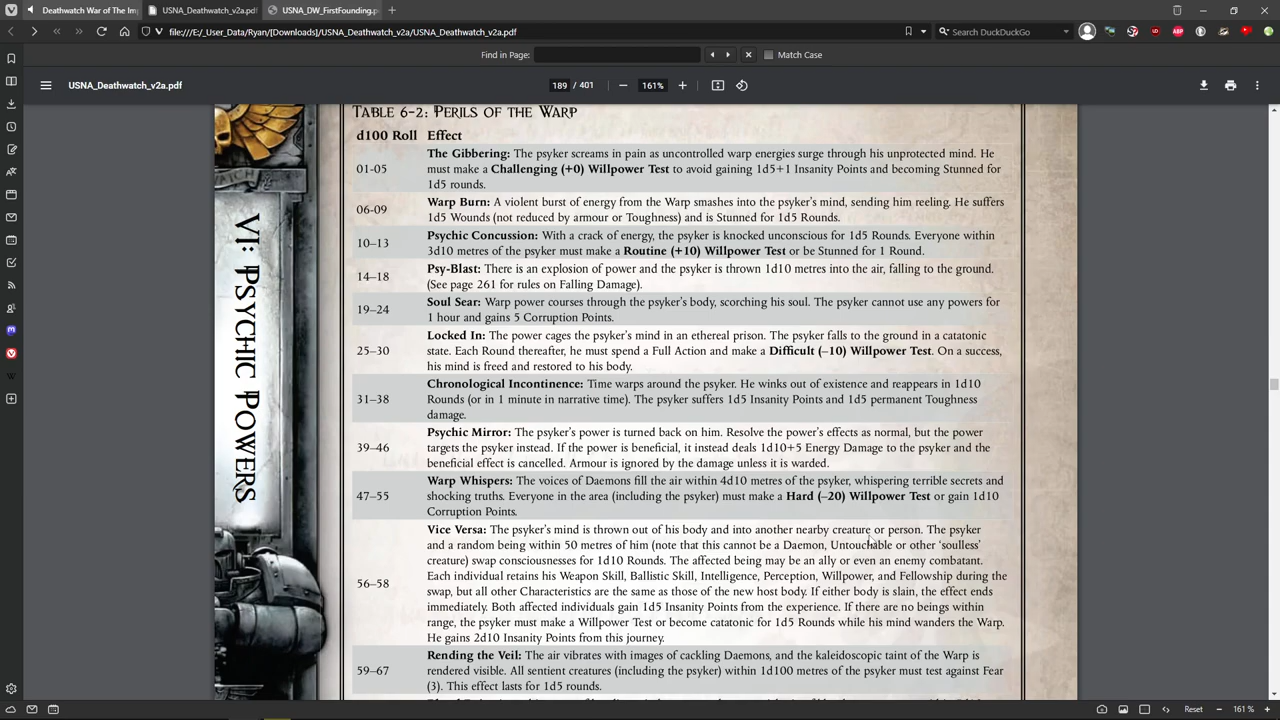 Deathwatch War of The Im
USNA_Deathwatch_v2a.pdf
USNA_DW_FirstFounding.p
file:///E:/_User_Data/Ryan/[Downloads]/USNA_Deathwatch_v2a/USNA_Deathwatch_v2a.pdf
Search DuckDuckGo
Find in Page:
Match Case
USNA_Deathwatch_v2a.pdf
189 / 401
161%
TABLE 6-2: PERILS OF THE WARP
d100 Roll Effect
The Gibbering: The psyker screams in pain as uncontrolled warp energies surge through his unprotected mind. He
01-05 must make a Challenging (+0) Willpower Test to avoid gaining 1d5+1 Insanity Points and becoming Stunned for
1d5 rounds.
Warp Burn: A violent burst of energy from the Warp smashes into the psyker's mind, sending him reeling. He suffers
06-09 1d5 Wounds (not reduced by armour or Toughness) and is Stunned for 1d5 Rounds.
Psychic Concussion: With a crack of energy, the psyker is knocked unconscious for 1d5 Rounds. Everyone within
10–13 3d10 metres of the psyker must make a Routine (+10) Willpower Test or be Stunned for 1 Round.
Psy-Blast: There is an explosion of power and the psyker is thrown 1d10 metres into the air, falling to the ground.
14–18 (See page 261 for rules on Falling Damage).
Soul Sear: Warp power courses through the psyker's body, scorching his soul. The psyker cannot use any powers for
19–24 1 hour and gains 5 Corruption Points.
Locked In: The power cages the psyker's mind in an ethereal prison. The psyker falls to the ground in a catatonic
25–30 state. Each Round thereafter, he must spend a Full Action and make a Difficult (–10) Willpower Test. On a success,
his mind is freed and restored to his body.
Chronological Incontinence: Time warps around the psyker. He winks out of existence and reappears in 1d10
31–38 Rounds (or in 1 minute in narrative time). The psyker suffers 1d5 Insanity Points and 1d5 permanent Toughness
damage.
Psychic Mirror: The psyker's power is turned back on him. Resolve the power's effects as normal, but the power
39–46 targets the psyker instead. If the power is beneficial, it instead deals 1d10+5 Energy Damage to the psyker and the
beneficial effect is cancelled. Armour is ignored by the damage unless it is warded.
Warp Whispers: The voices of Daemons fill the air within 4d10 metres of the psyker, whispering terrible secrets and
47–55 shocking truths. Everyone in the area (including the psyker) must make a Hard (–20) Willpower Test or gain 1d10
Corruption Points.
Vice Versa: The psyker's mind is thrown out of his body and into another nearby creature or person. The psyker
and a random being within 50 metres of him (note that this cannot be a Daemon, Untouchable or other 'soulless'
creature) swap consciousnesses for 1d10 Rounds. The affected being may be an ally or even an enemy combatant.
Each individual retains his Weapon Skill, Ballistic Skill, Intelligence, Perception, Willpower, and Fellowship during the
56–58 swap, but all other Characteristics are the same as those of the new host body. If either body is slain, the effect ends
immediately. Both affected individuals gain 1d5 Insanity Points from the experience. If there are no beings within
range, the psyker must make a Willpower Test or become catatonic for 1d5 Rounds while his mind wanders the Warp.
He gains 2d10 Insanity Points from this journey.
Rending the Veil: The air vibrates with images of cackling Daemons, and the kaleidoscopic taint of the Warp is
59–67 rendered visible. All sentient creatures (including the psyker) within 1d100 metres of the psyker must test against Fear
(3). This effect lasts for 1d5 rounds.
VI: PSYCHIC POWERS
Reset
161 %